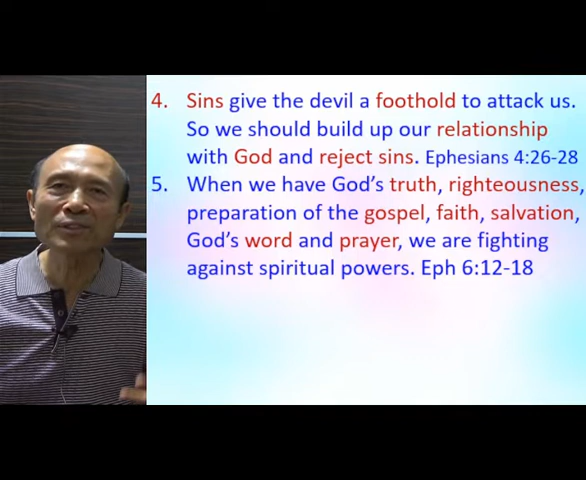 4. Sins give the devil a foothold to attack us.
So we should build up our relationship
with God and reject sins. Ephesians 4:26-28
5. When we have God's truth, righteousness,
preparation of the gospel, faith, salvation,
God's word and prayer, we are fighting
against spiritual powers. Eph 6:12-18